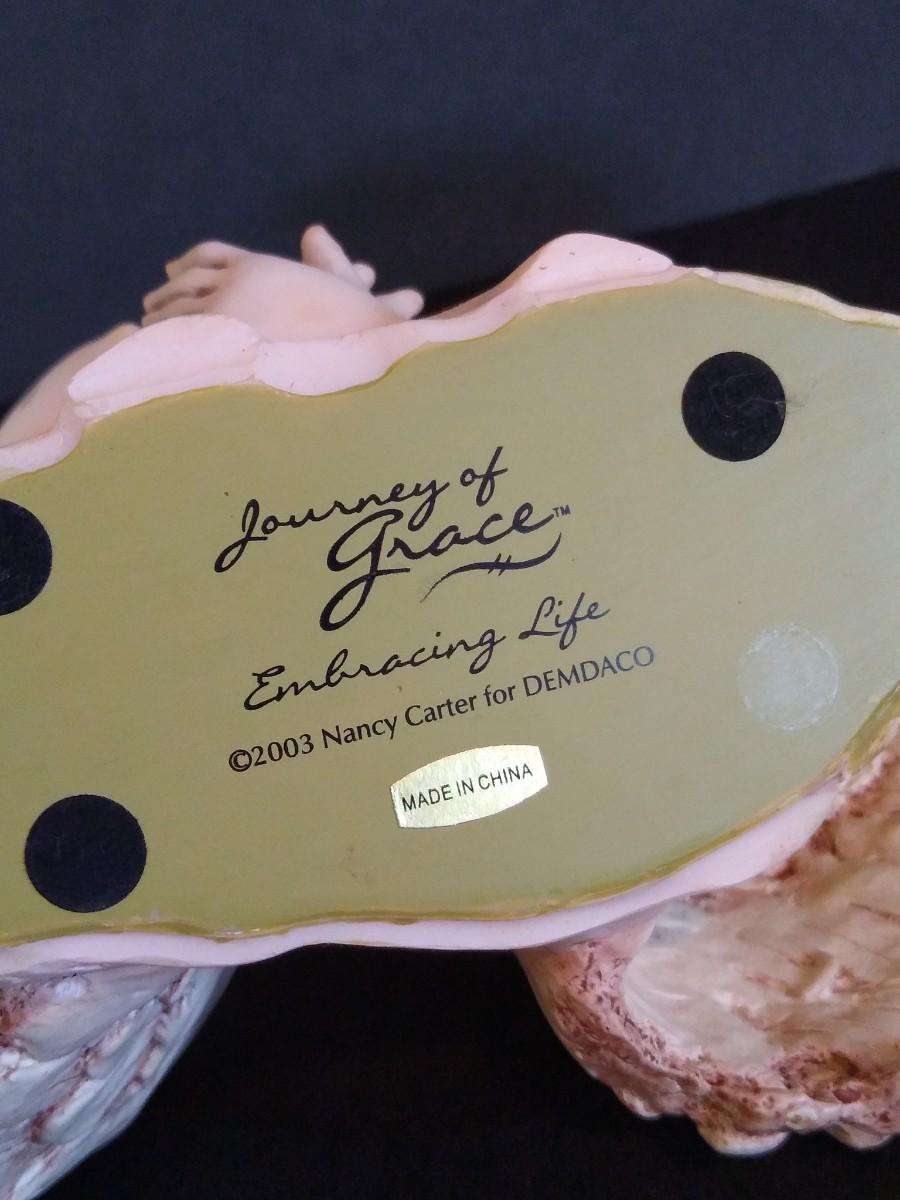 Journey of
Grace™
Embracing Life
©2003 Nancy Carter for DEMDACO
MADE IN CHINA